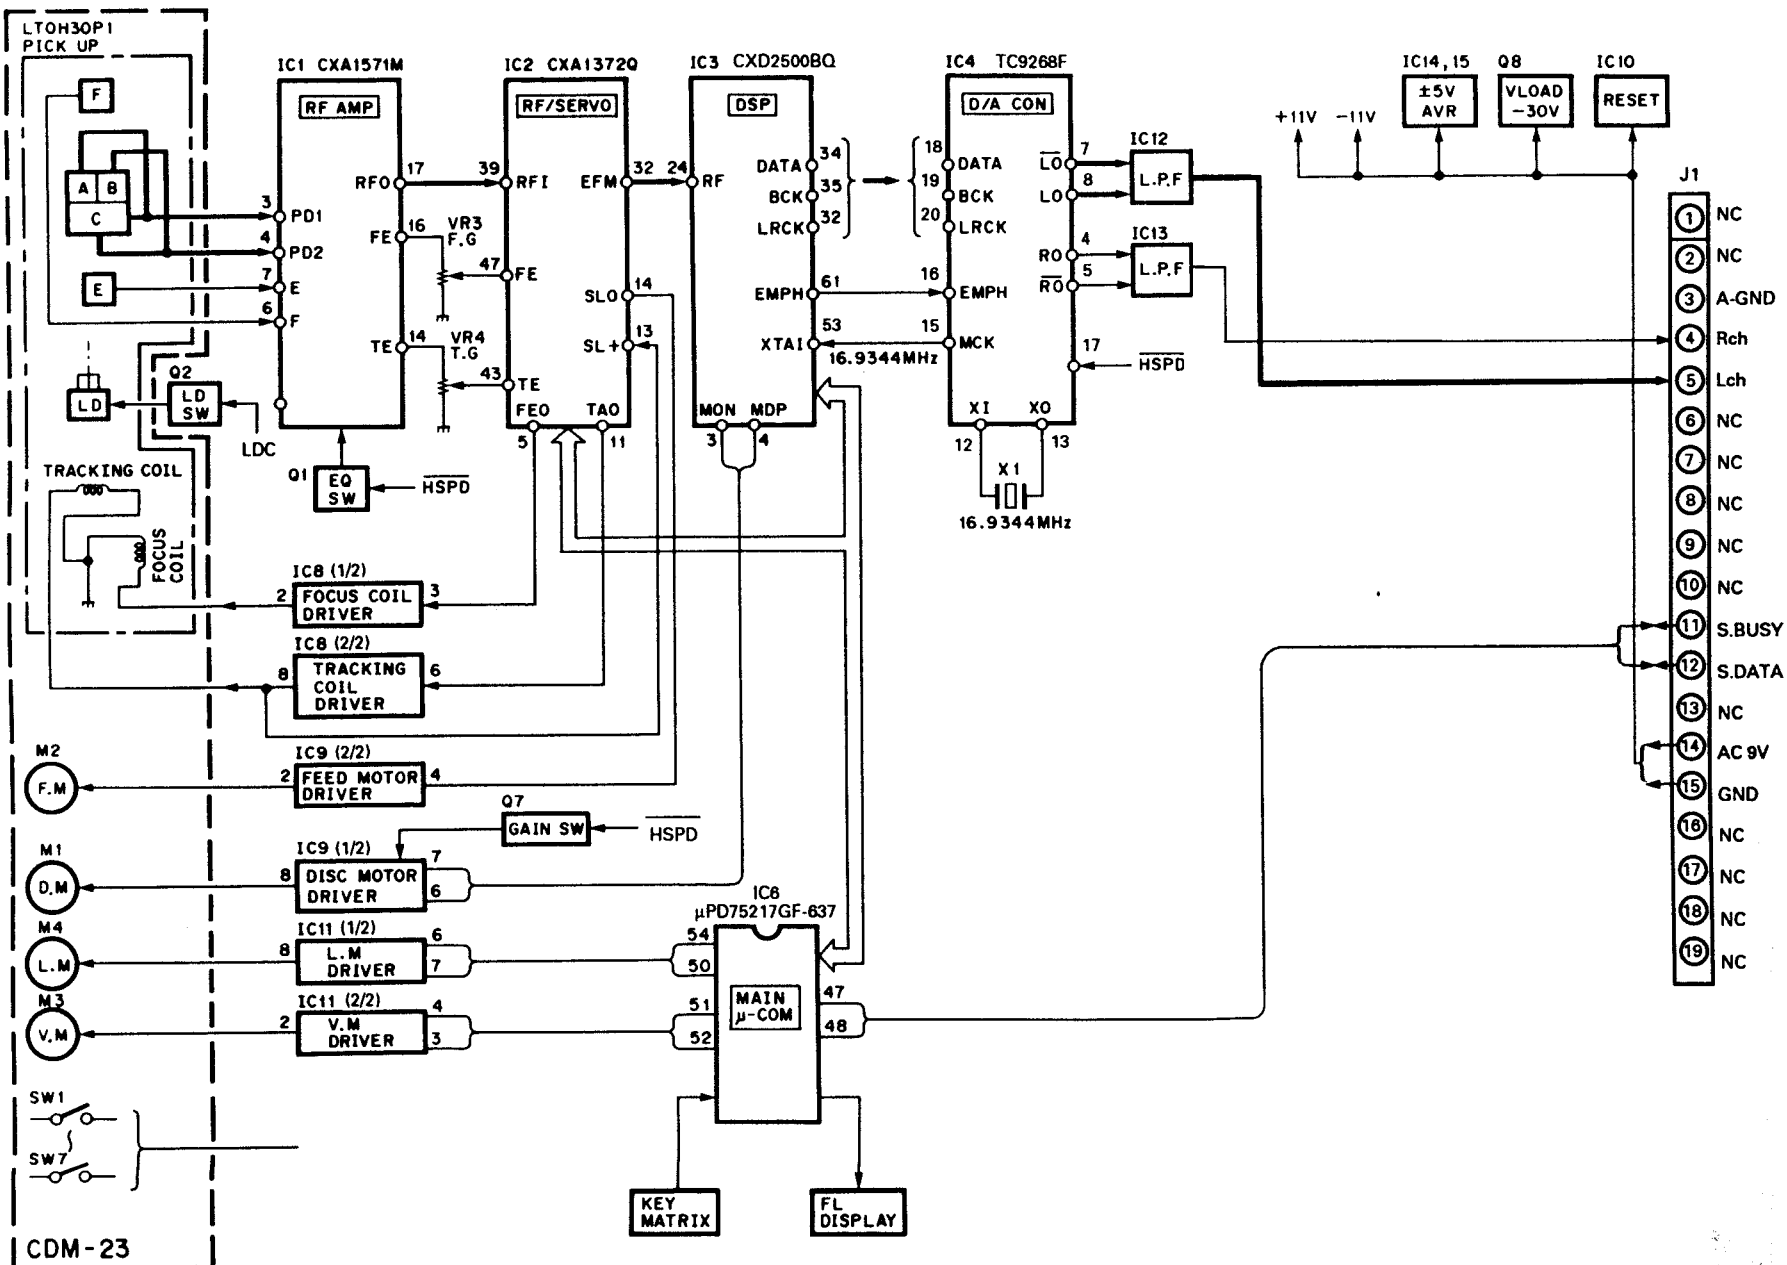 LTOH30P1
PICK UP
F
A B
C
E
LD
Q2
LD
SW
LDC
TRACKING COIL
FOCUS
COIL
IC1 CXA1571M
RF AMP
3 PD1
4 PD2
7 E
6 F
RFO 17
FE 16
TE 14
VR3
F.G
VR4
T.G
Q1
EQ
SW
HSPD
IC2 CXA1372Q
RF/SERVO
39 RFI
47 FE
43 TE
EFM 32
SLO 14
SL+ 13
FEO TAO
5 11
IC3 CXD2500BQ
DSP
24 RF
DATA 34
BCK 35
LRCK 32
EMPH 61
XTAI 53
16.9344MHz
MON MDP
3 4
IC4 TC9268F
D/A CON
18 DATA
19 BCK
20 LRCK
16 EMPH
15 MCK
LO 7
LO 8
RO 4
RO 5
17
HSPD
XI XO
12 13
X1
16.9344MHz
IC12
L.P.F
IC13
L.P.F
+11V -11V
IC14,15
±5V
AVR
Q8
VLOAD
-30V
IC10
RESET
J1
1 NC
2 NC
3 A-GND
4 Rch
5 Lch
6 NC
7 NC
8 NC
9 NC
10 NC
11 S.BUSY
12 S.DATA
13 NC
14 AC 9V
15 GND
16 NC
17 NC
18 NC
19 NC
IC8 (1/2)
2 FOCUS COIL 3
DRIVER
IC8 (2/2)
8 TRACKING 6
COIL
DRIVER
M2
F.M
IC9 (2/2)
2 FEED MOTOR 4
DRIVER
Q7
GAIN SW
HSPD
M1
D.M
IC9 (1/2)
8 DISC MOTOR 7
DRIVER 6
M4
L.M
IC11 (1/2)
8 L.M 6
DRIVER 7
M3
V.M
IC11 (2/2)
2 V.M 4
DRIVER 3
IC6
μPD75217GF-637
54
50
51
52
MAIN
μ-COM
47
48
SW1
SW7
KEY
MATRIX
FL
DISPLAY
CDM-23